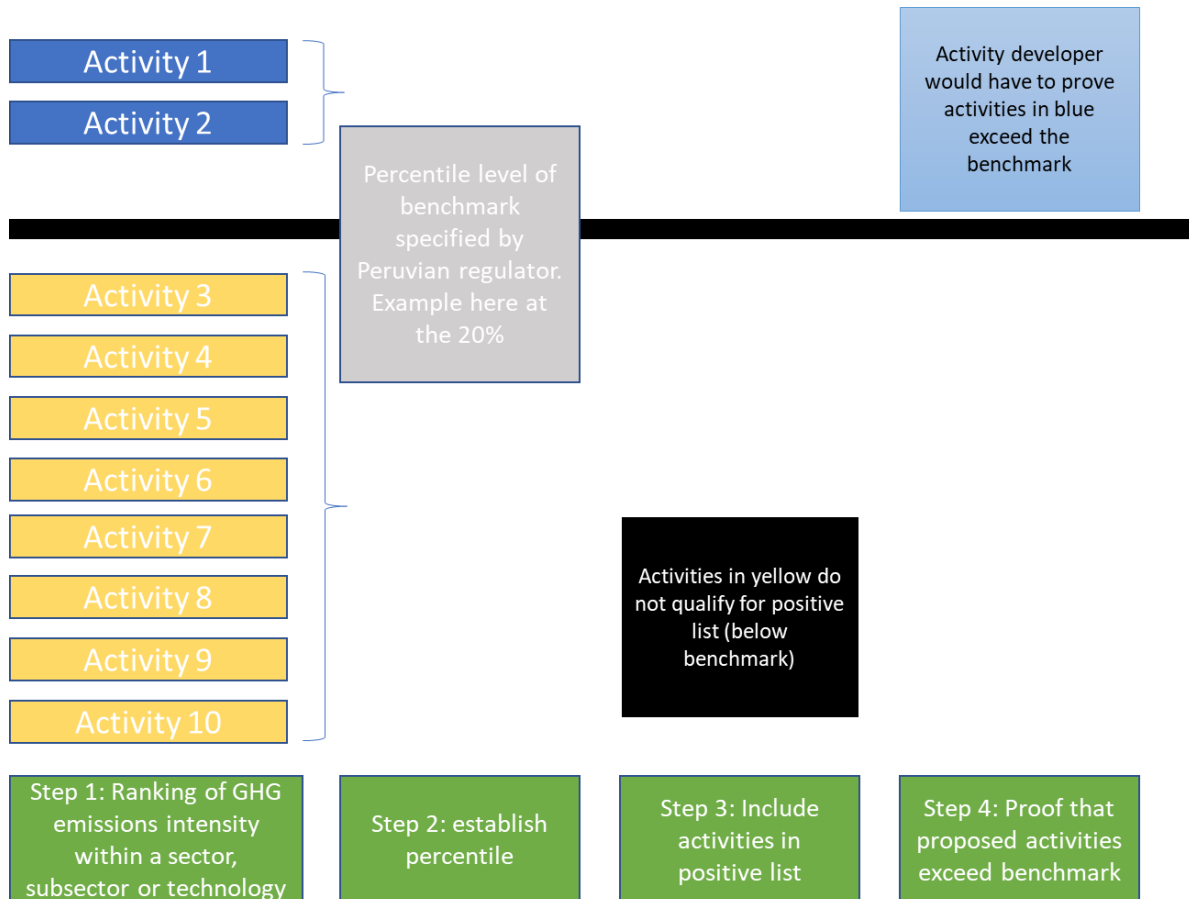 Activity 1
Activity 2
Activity developer
would have to prove
activities in blue
exceed the
benchmark
Percentile level of
benchmark
specified by
Peruvian regulator.
Example here at
the 20%
Activity 3
Activity 4
Activity 5
Activity 6
Activity 7
Activity 8
Activity 9
Activity 10
Activities in yellow do
not qualify for positive
list (below
benchmark)
Step 1: Ranking of GHG
emissions intensity
within a sector,
subsector or technology
Step 2: establish
percentile
Step 3: Include
activities in
positive list
Step 4: Proof that
proposed activities
exceed benchmark